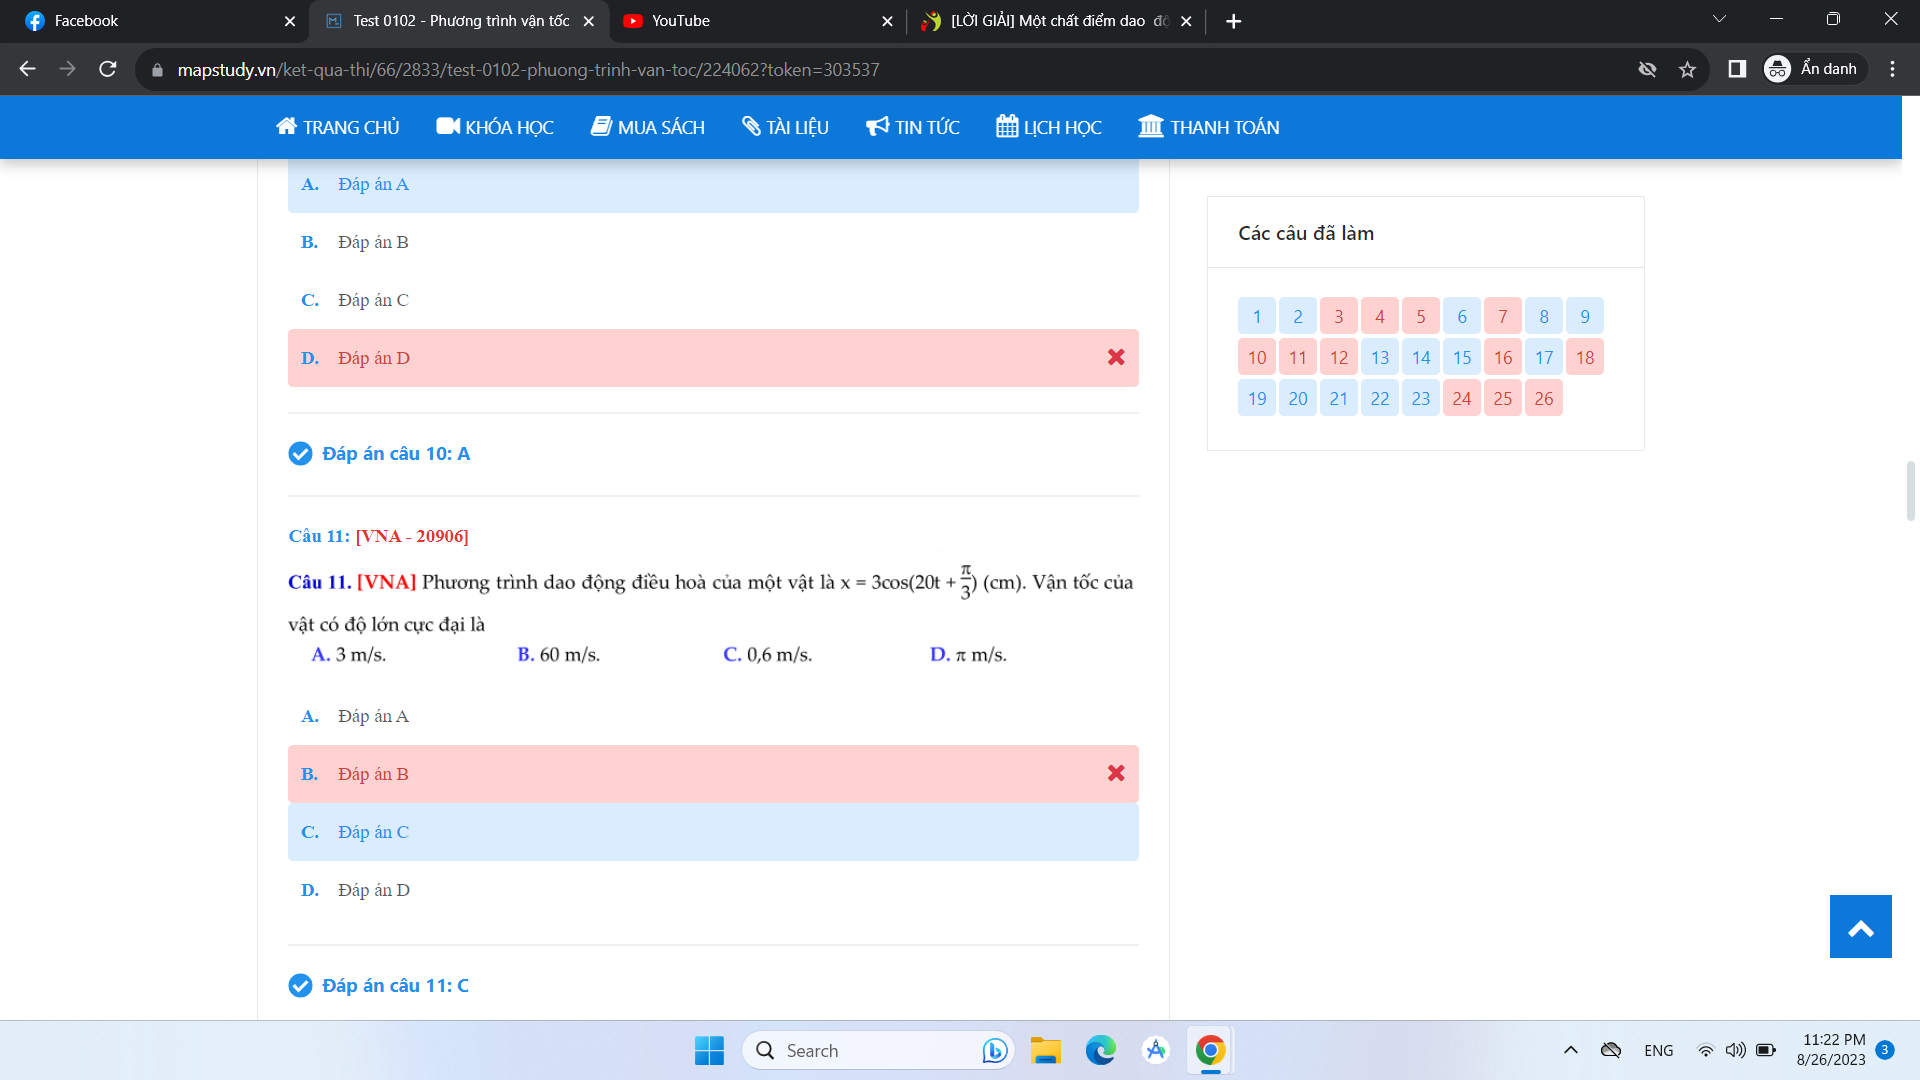 Facebook
Test 0102 - Phương trình vận tốc
YouTube
[LỜI GIẢI] Một chất điểm dao độ
mapstudy.vn/ket-qua-thi/66/2833/test-0102-phuong-trinh-van-toc/224062?token=303537
Ẩn danh
TRANG CHỦ
KHÓA HỌC
MUA SÁCH
TÀI LIỆU
TIN TỨC
LỊCH HỌC
THANH TOÁN
A. Đáp án A
B. Đáp án B
C. Đáp án C
D. Đáp án D
Đáp án câu 10: A
Câu 11: [VNA - 20906]
Câu 11. [VNA] Phương trình dao động điều hoà của một vật là x = 3cos(20t + π/3) (cm). Vận tốc của
vật có độ lớn cực đại là
A. 3 m/s. B. 60 m/s. C. 0,6 m/s. D. π m/s.
A. Đáp án A
B. Đáp án B
C. Đáp án C
D. Đáp án D
Đáp án câu 11: C
Các câu đã làm
1 2 3 4 5 6 7 8 9
10 11 12 13 14 15 16 17 18
19 20 21 22 23 24 25 26
Search
ENG
11:22 PM
8/26/2023
3